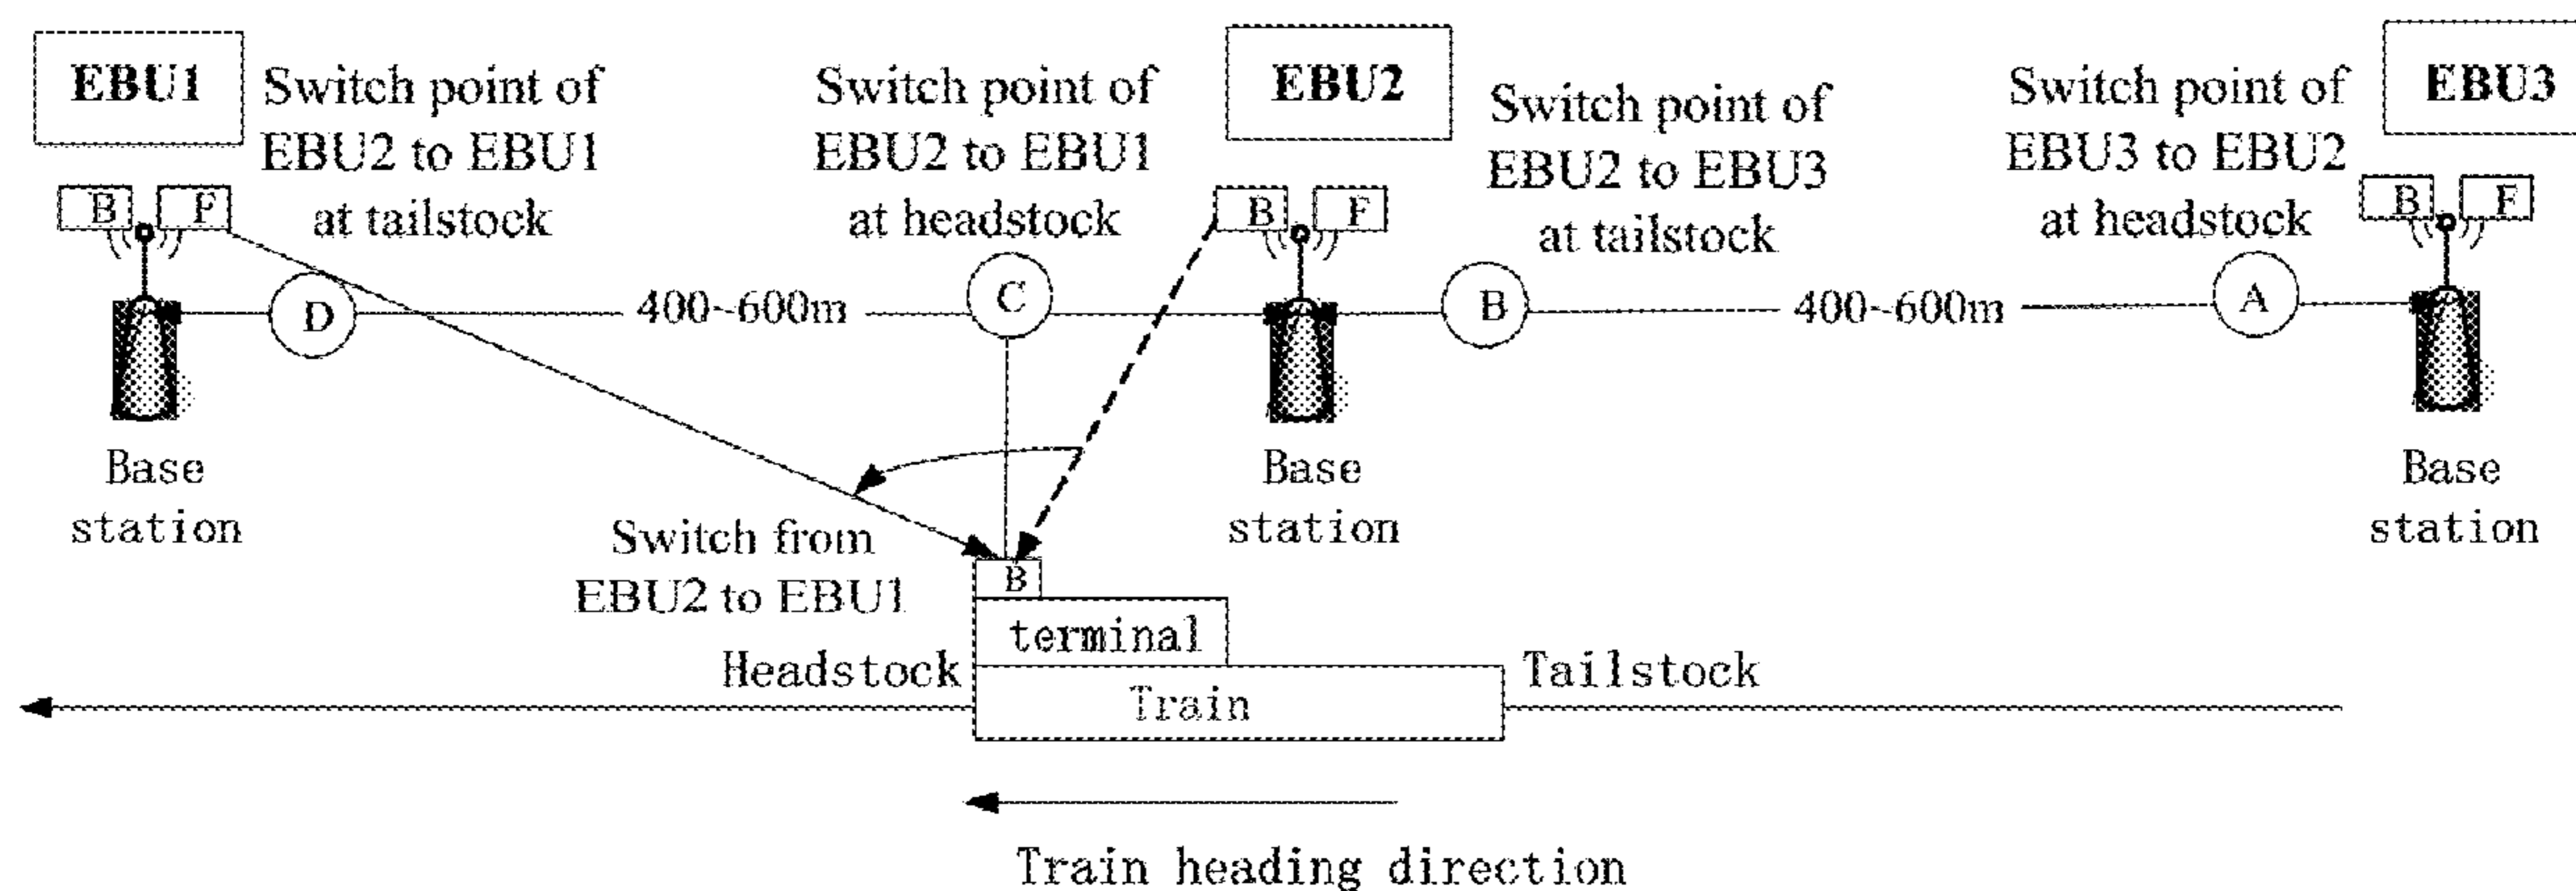 EBU1
Switch point of
EBU2 to EBU1
at tailstock
Switch point of
EBU2 to EBU1
at headstock
EBU2
Switch point of
EBU2 to EBU3
at tailstock
Switch point of
EBU3 to EBU2
at headstock
EBU3
B F
B F
B F
D
400~600m
C
B
400~600m
A
Base
station
Base
station
Base
station
Switch from
EBU2 to EBU1
B
terminal
Headstock
Train
Tailstock
Train heading direction